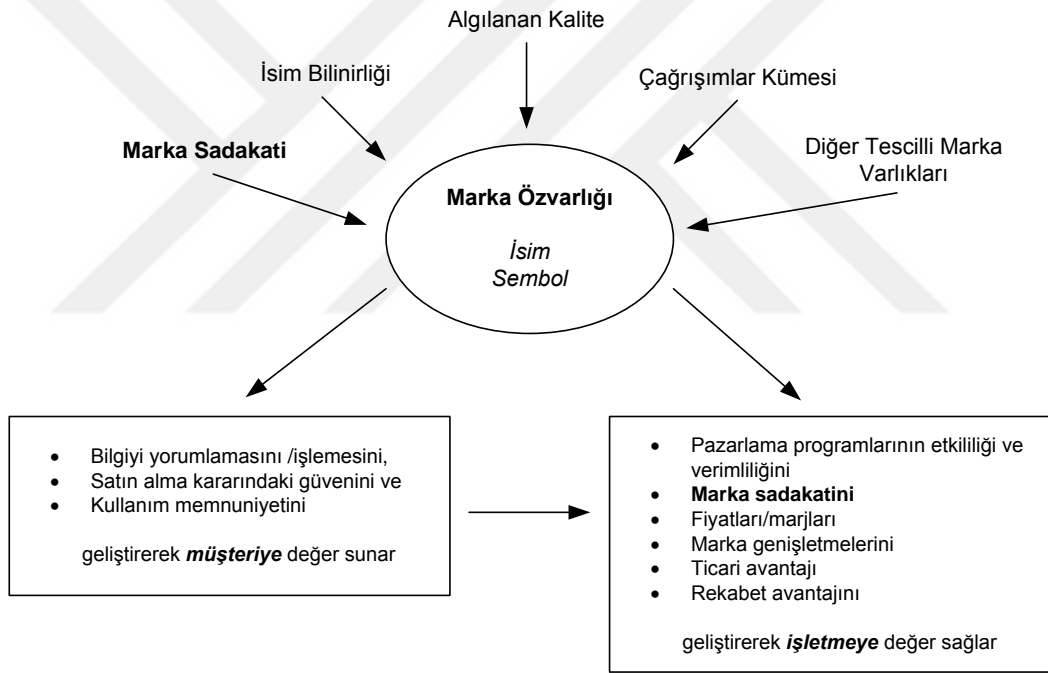 Algılanan Kalite
İsim Bilinirliği
Çağrışımlar Kümesi
Marka Sadakati
Diğer Tescilli Marka
Varlıkları
Marka Özvarlığı
İsim
Sembol
• Bilgiyi yorumlamasını /işlemesini,
• Satın alma kararındaki güvenini ve
• Kullanım memnuniyetini
geliştirerek müşteriye değer sunar
• Pazarlama programlarının etkililiği ve
verimliliğini
• Marka sadakatini
• Fiyatları/marjları
• Marka genişletmelerini
• Ticari avantajı
• Rekabet avantajını
geliştirerek işletmeye değer sağlar